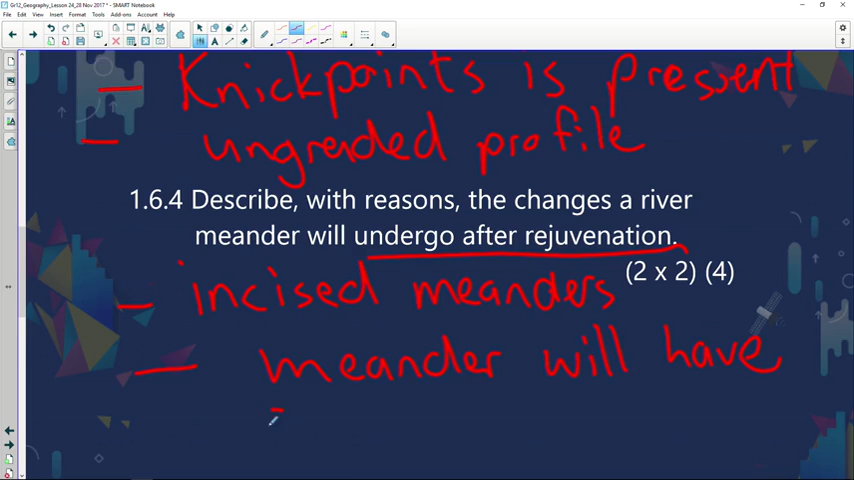 Gr12_Geography_Lesson 24_28 Nov 2017 * - SMART Notebook
File Edit View Insert Format Tools Add-ons Account Help
- Knickpoints is present
- ungraded profile
1.6.4 Describe, with reasons, the changes a river
meander will undergo after rejuvenation.
(2 x 2) (4)
- incised meanders
- meander will have